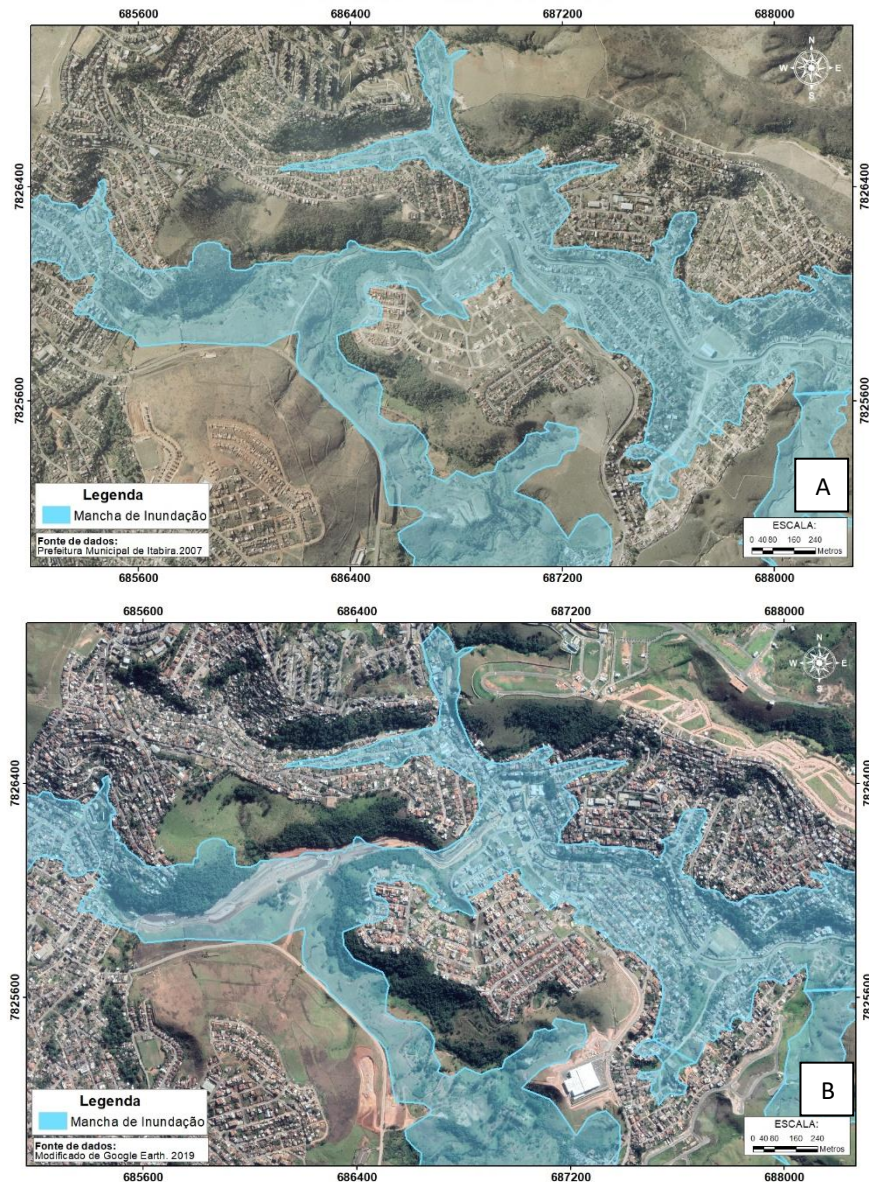 685600 686400 687200 688000
N
W E
S
7826400 7826400
7825600 7825600
A
Legenda
Mancha de Inundação
Fonte de dados:
Prefeitura Municipal de Itabira.2007
ESCALA:
0 40 80 160 240
Metros
685600 686400 687200 688000
685600 686400 687200 688000
N
W E
S
7826400 7826400
7825600 7825600
B
Legenda
Mancha de Inundação
Fonte de dados:
Modificado de Google Earth. 2019
ESCALA:
0 40 80 160 240
Metros
685600 686400 687200 688000